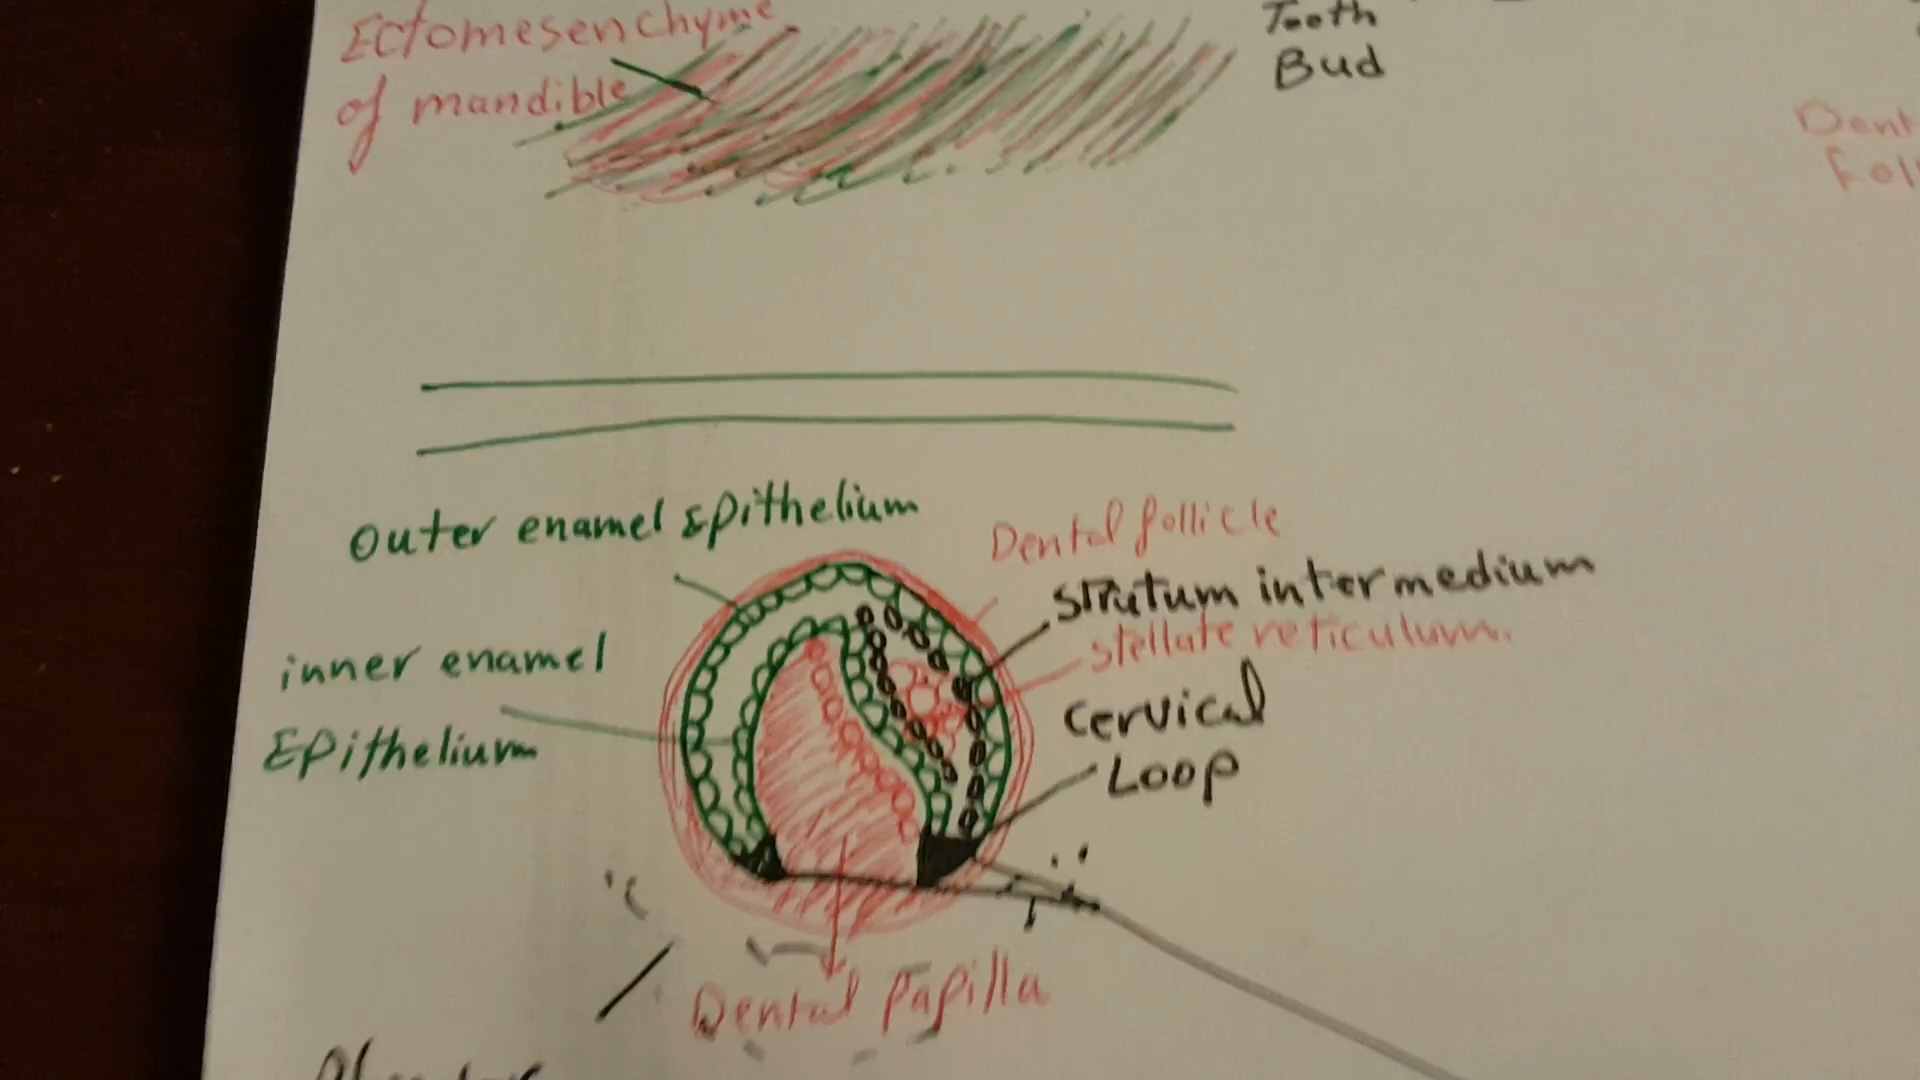 Ectomesenchyme
of mandible
Tooth
Bud
Dent
Outer enamel Epithelium
Dental follicle
Stratum intermedium
stellate reticulum.
inner enamel
Epithelium
Cervical
Loop
Dental Papilla